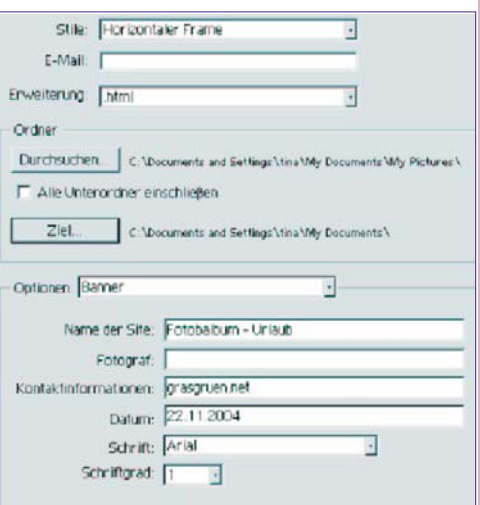 Stile: Horizontaler Frame
E-Mail:
Erweiterung: .html
Ordner
Durchsuchen... C:\Documents and Settings\tina\My Documents\My Pictures\
Alle Unterordner einschließen
Ziel... C:\Documents and Settings\tina\My Documents\
Optionen: Banner
Name der Site: Fotobalbum - Urlaub
Fotograf:
Kontaktinformationen: grasgruen.net
Datum: 22.11.2004
Schrift: Arial
Schriftgrad: 1